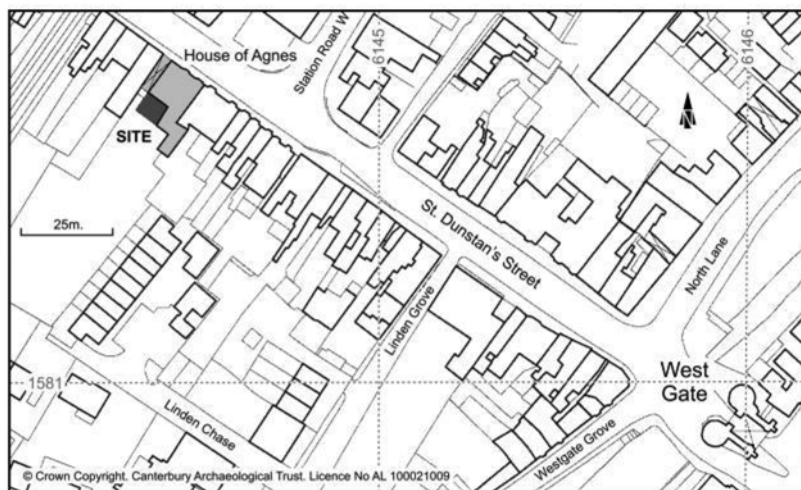 House of Agnes
Station Road W
6145
6146
N
SITE
25m.
St. Dunstan's Street
North Lane
Linden Grove
1581
West
Gate
Linden Chase
Westgate Grove
© Crown Copyright. Canterbury Archaeological Trust. Licence No AL 100021009